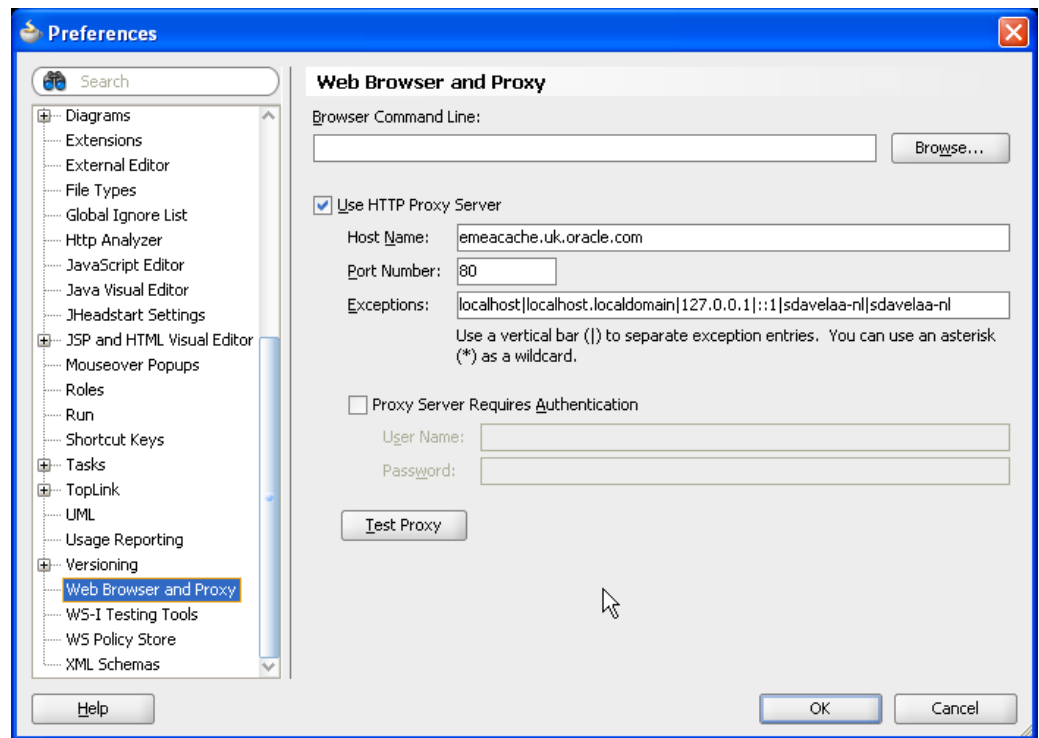 Preferences
Search
Diagrams
Extensions
External Editor
File Types
Global Ignore List
Http Analyzer
JavaScript Editor
Java Visual Editor
JHeadstart Settings
JSP and HTML Visual Editor
Mouseover Popups
Roles
Run
Shortcut Keys
Tasks
TopLink
UML
Usage Reporting
Versioning
Web Browser and Proxy
WS-I Testing Tools
WS Policy Store
XML Schemas
Web Browser and Proxy
Browser Command Line:
Browse...
Use HTTP Proxy Server
Host Name: emeacache.uk.oracle.com
Port Number: 80
Exceptions: localhost|localhost.localdomain|127.0.0.1|::1|sdavelaa-nl|sdavelaa-nl
Use a vertical bar (|) to separate exception entries. You can use an asterisk
(*) as a wildcard.
Proxy Server Requires Authentication
User Name:
Password:
Test Proxy
Help
OK
Cancel